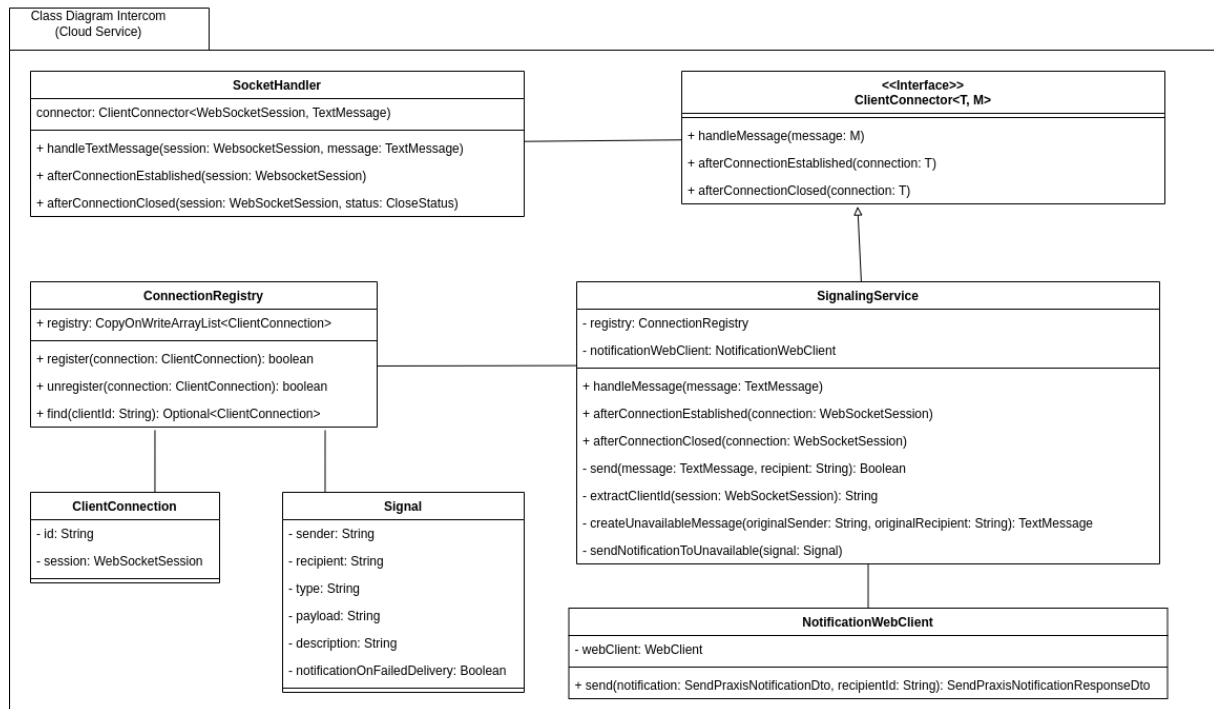 Class Diagram Intercom
(Cloud Service)
SocketHandler
connector: ClientConnector<WebSocketSession, TextMessage)
+ handleTextMessage(session: WebsocketSession, message: TextMessage)
+ afterConnectionEstablished(session: WebsocketSession)
+ afterConnectionClosed(session: WebSocketSession, status: CloseStatus)
<<Interface>>
ClientConnector<T, M>
+ handleMessage(message: M)
+ afterConnectionEstablished(connection: T)
+ afterConnectionClosed(connection: T)
ConnectionRegistry
+ registry: CopyOnWriteArrayList<ClientConnection>
+ register(connection: ClientConnection): boolean
+ unregister(connection: ClientConnection): boolean
+ find(clientId: String): Optional<ClientConnection>
SignalingService
- registry: ConnectionRegistry
- notificationWebClient: NotificationWebClient
+ handleMessage(message: TextMessage)
+ afterConnectionEstablished(connection: WebSocketSession)
+ afterConnectionClosed(connection: WebSocketSession)
- send(message: TextMessage, recipient: String): Boolean
- extractClientId(session: WebSocketSession): String
- createUnavailableMessage(originalSender: String, originalRecipient: String): TextMessage
- sendNotificationToUnavailable(signal: Signal)
ClientConnection
- id: String
- session: WebSocketSession
Signal
- sender: String
- recipient: String
- type: String
- payload: String
- description: String
- notificationOnFailedDelivery: Boolean
NotificationWebClient
- webClient: WebClient
+ send(notification: SendPraxisNotificationDto, recipientId: String): SendPraxisNotificationResponseDto